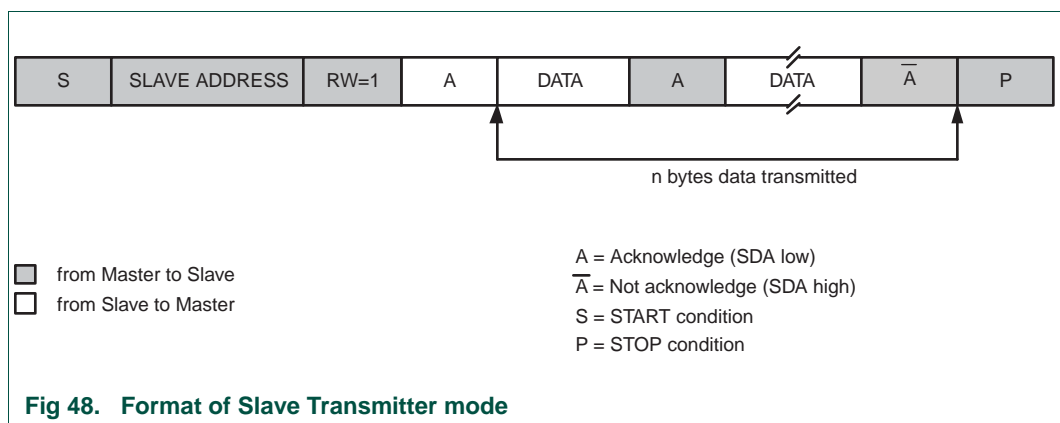 S SLAVE ADDRESS RW=1 A DATA A DATA A̅ P
n bytes data transmitted
from Master to Slave
from Slave to Master
A = Acknowledge (SDA low)
A̅ = Not acknowledge (SDA high)
S = START condition
P = STOP condition
Fig 48. Format of Slave Transmitter mode